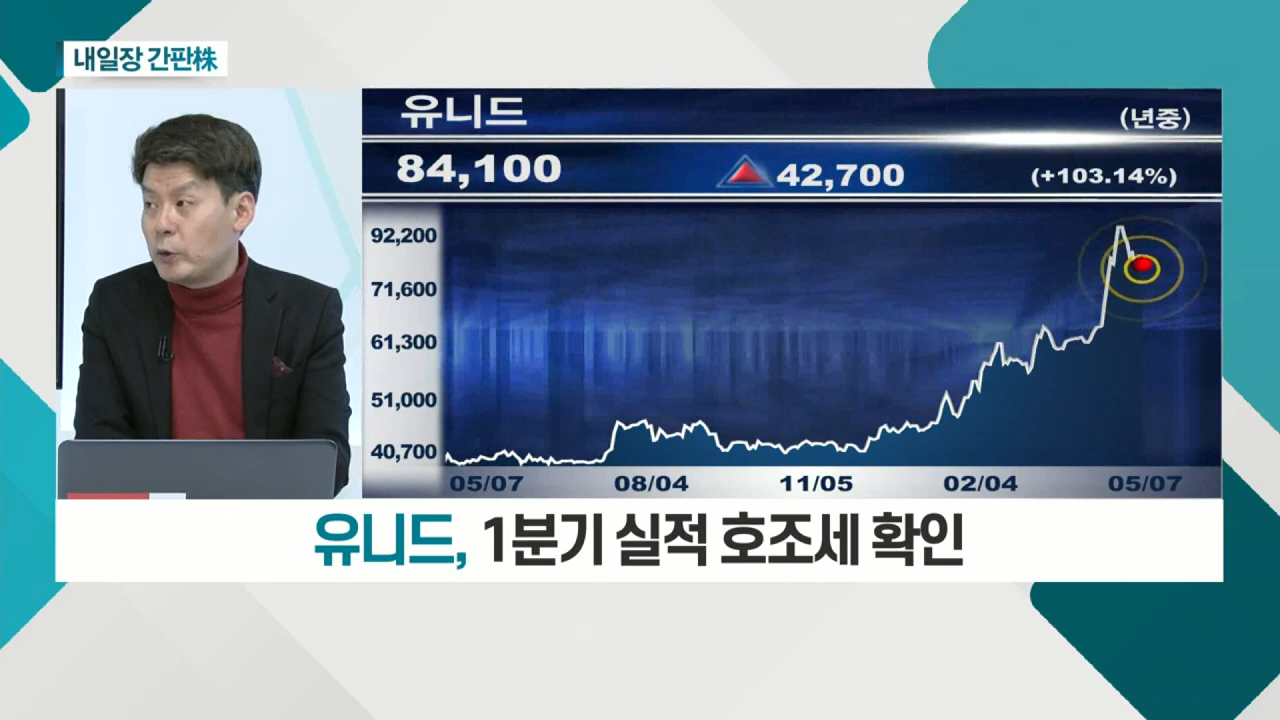 내일장 간판株
유니드
(년중)
84,100 ▲ 42,700 (+103.14%)
92,200
71,600
61,300
51,000
40,700
05/07 08/04 11/05 02/04 05/07
유니드, 1분기 실적 호조세 확인